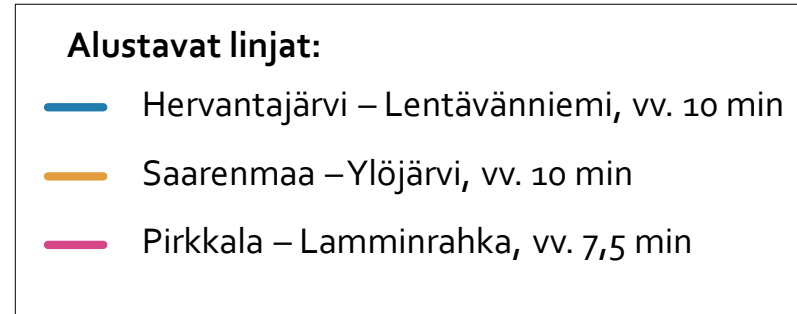 Alustavat linjat:
Hervantajärvi – Lentävänniemi, vv. 10 min
Saarenmaa – Ylöjärvi, vv. 10 min
Pirkkala – Lamminrahka, vv. 7,5 min